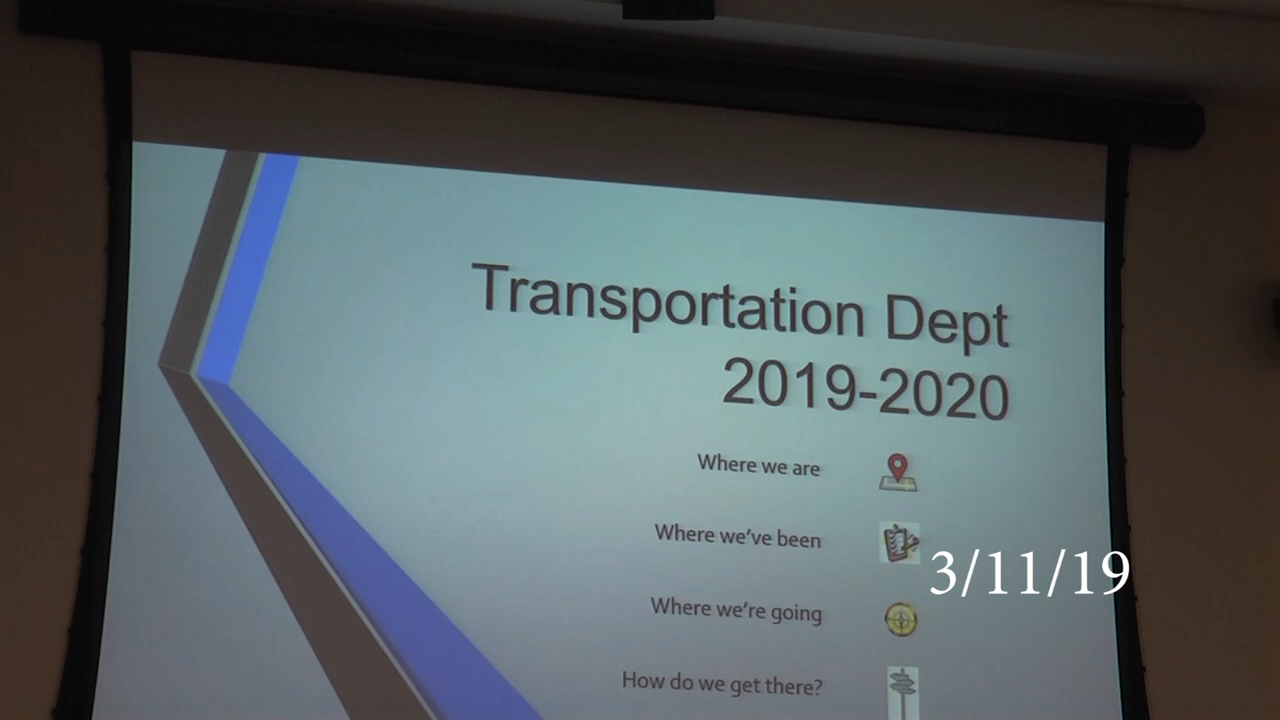 Transportation Dept
2019-2020
Where we are
Where we've been
3/11/19
Where we're going
How do we get there?